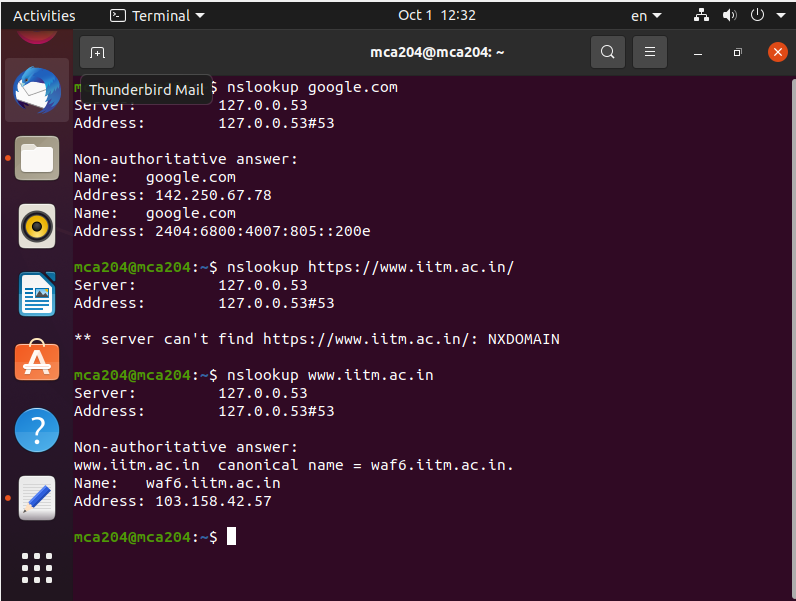 Activities Terminal Oct 1 12:32 en
mca204@mca204: ~
Thunderbird Mail
m $ nslookup google.com
Server: 127.0.0.53
Address: 127.0.0.53#53
Non-authoritative answer:
Name: google.com
Address: 142.250.67.78
Name: google.com
Address: 2404:6800:4007:805::200e
mca204@mca204:~$ nslookup https://www.iitm.ac.in/
Server: 127.0.0.53
Address: 127.0.0.53#53
** server can't find https://www.iitm.ac.in/: NXDOMAIN
mca204@mca204:~$ nslookup www.iitm.ac.in
Server: 127.0.0.53
Address: 127.0.0.53#53
Non-authoritative answer:
www.iitm.ac.in canonical name = waf6.iitm.ac.in.
Name: waf6.iitm.ac.in
Address: 103.158.42.57
mca204@mca204:~$